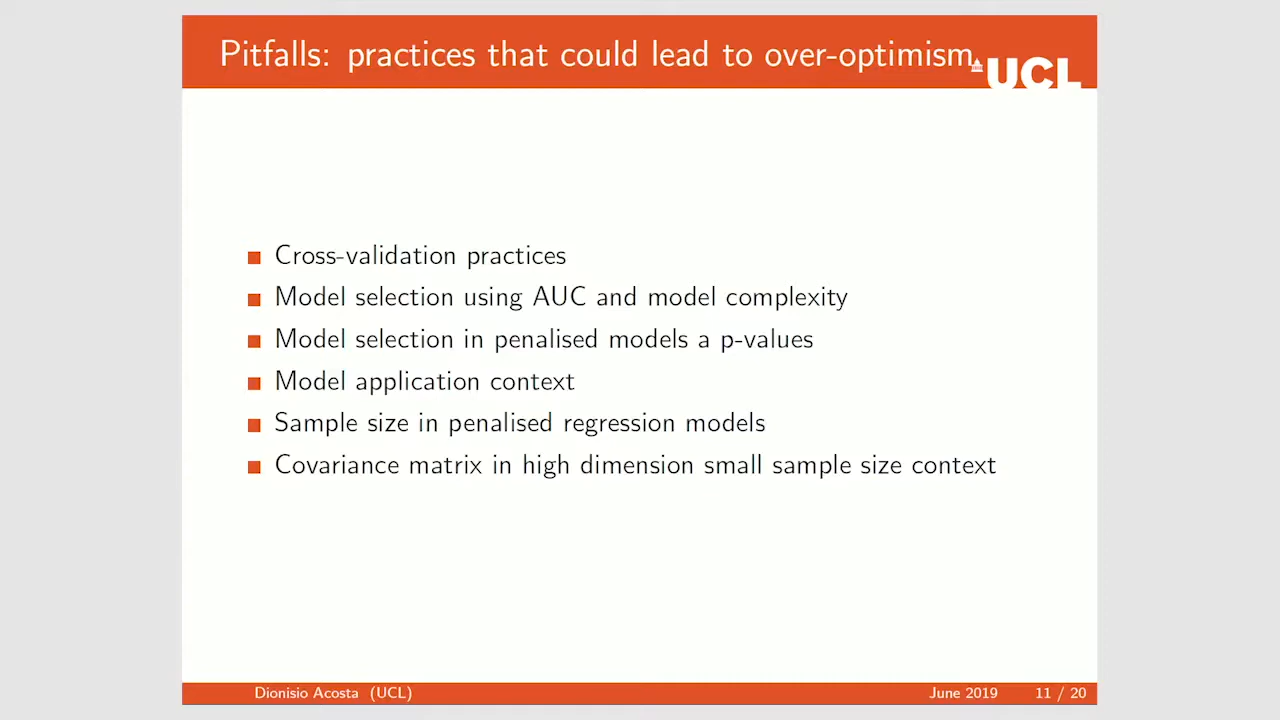 Pitfalls: practices that could lead to over-optimism
UCL
Cross-validation practices
Model selection using AUC and model complexity
Model selection in penalised models a p-values
Model application context
Sample size in penalised regression models
Covariance matrix in high dimension small sample size context
Dionisio Acosta (UCL) June 2019 11 / 20